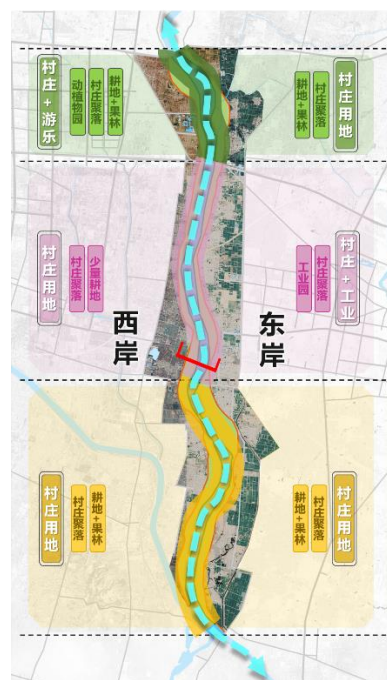 村庄+游乐
动植物园
村庄聚落
耕地+果林
耕地+果林
村庄聚落
村庄用地
村庄用地
村庄聚落
少量耕地
工业园
村庄聚落
村庄+工业
西岸
东岸
村庄用地
村庄聚落
耕地+果林
耕地+果林
村庄聚落
村庄用地